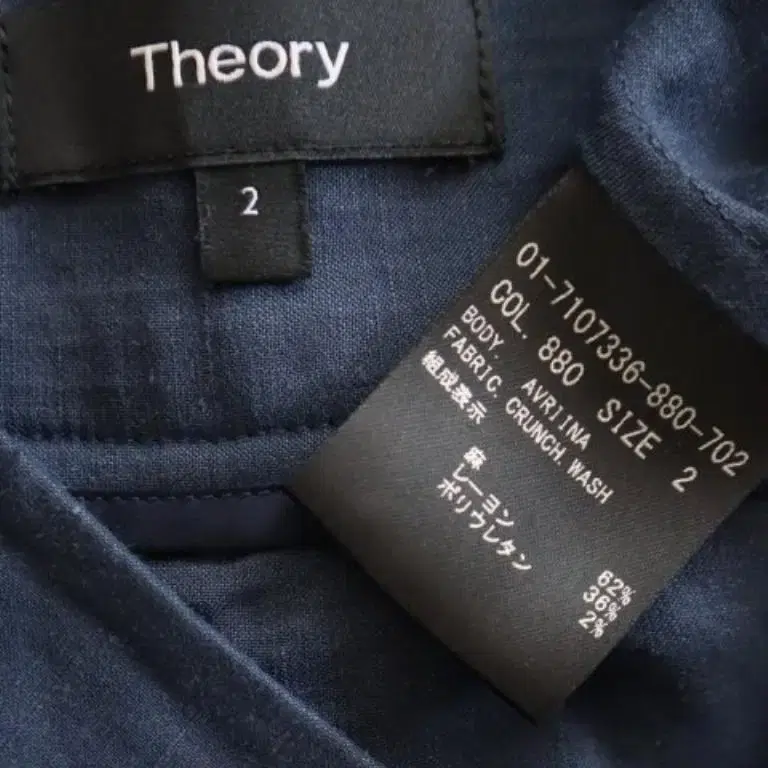 Theory
2
01-7107336-880-702
COL. 880 SIZE 2
BODY. AVRIINA
FABRIC. CRUNCH.WASH
組成表示
麻 62%
レーヨン 36%
ポリウレタン 2%